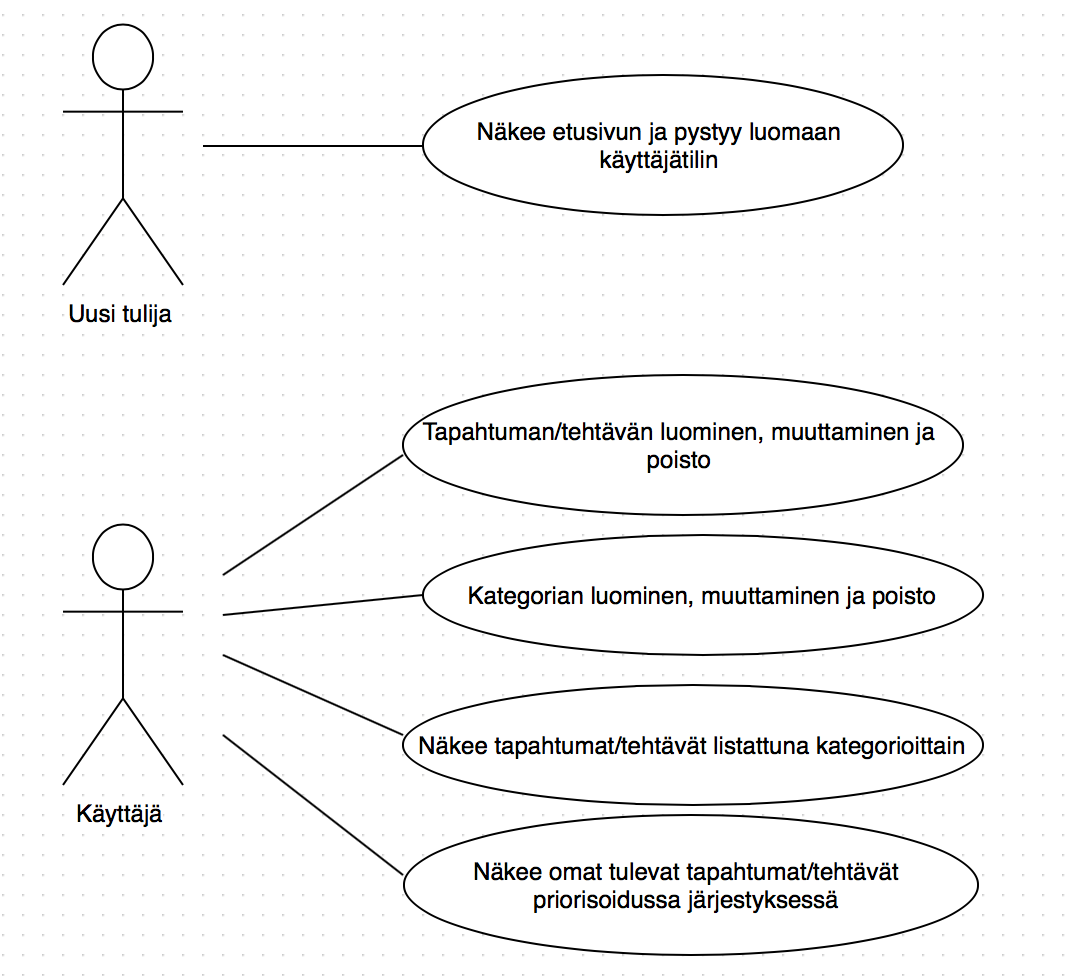 Näkee etusivun ja pystyy luomaan
käyttäjätilin
Uusi tulija
Tapahtuman/tehtävän luominen, muuttaminen ja
poisto
Kategorian luominen, muuttaminen ja poisto
Näkee tapahtumat/tehtävät listattuna kategorioittain
Käyttäjä
Näkee omat tulevat tapahtumat/tehtävät
priorisoidussa järjestyksessä